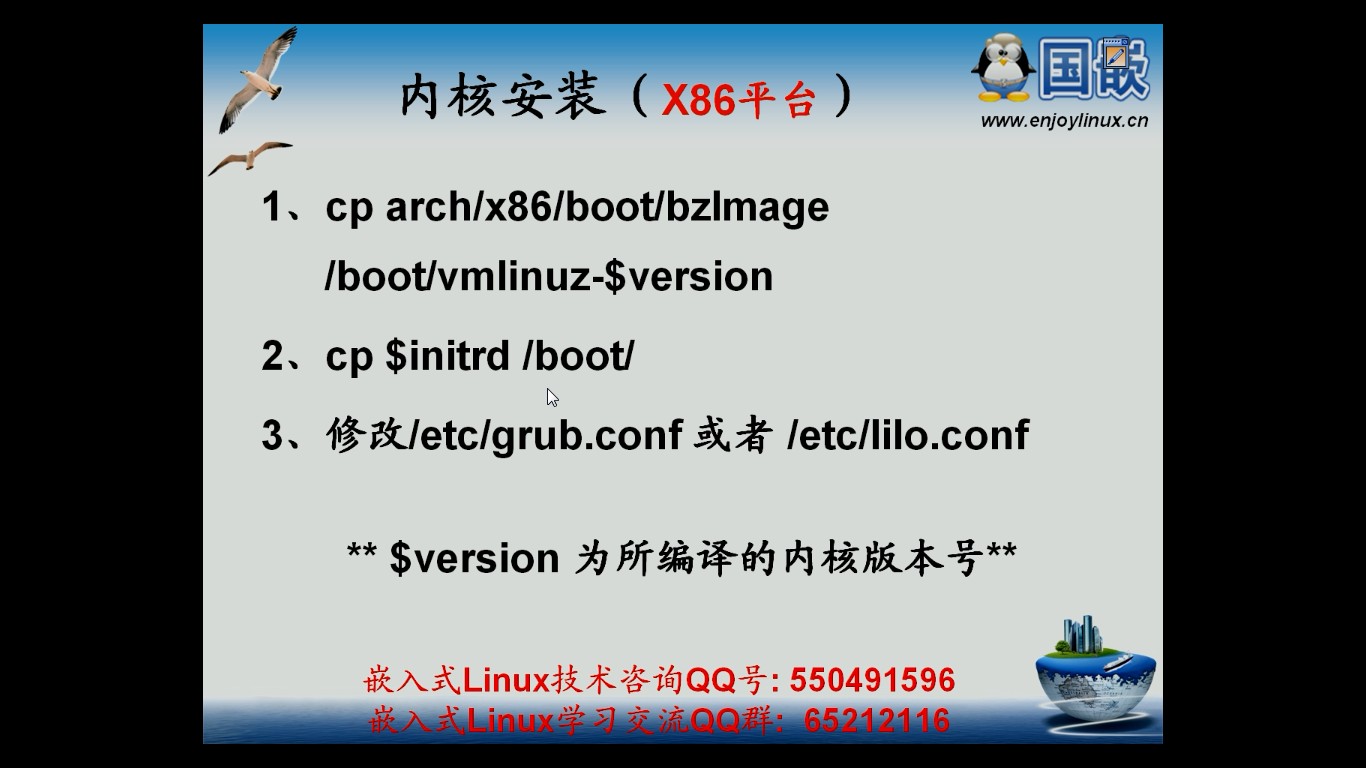 内核安装（X86平台）
国嵌
www.enjoylinux.cn
1、cp arch/x86/boot/bzImage
/boot/vmlinuz-$version
2、cp $initrd /boot/
3、修改/etc/grub.conf 或者 /etc/lilo.conf
** $version 为所编译的内核版本号**
嵌入式Linux技术咨询QQ号: 550491596
嵌入式Linux学习交流QQ群: 65212116